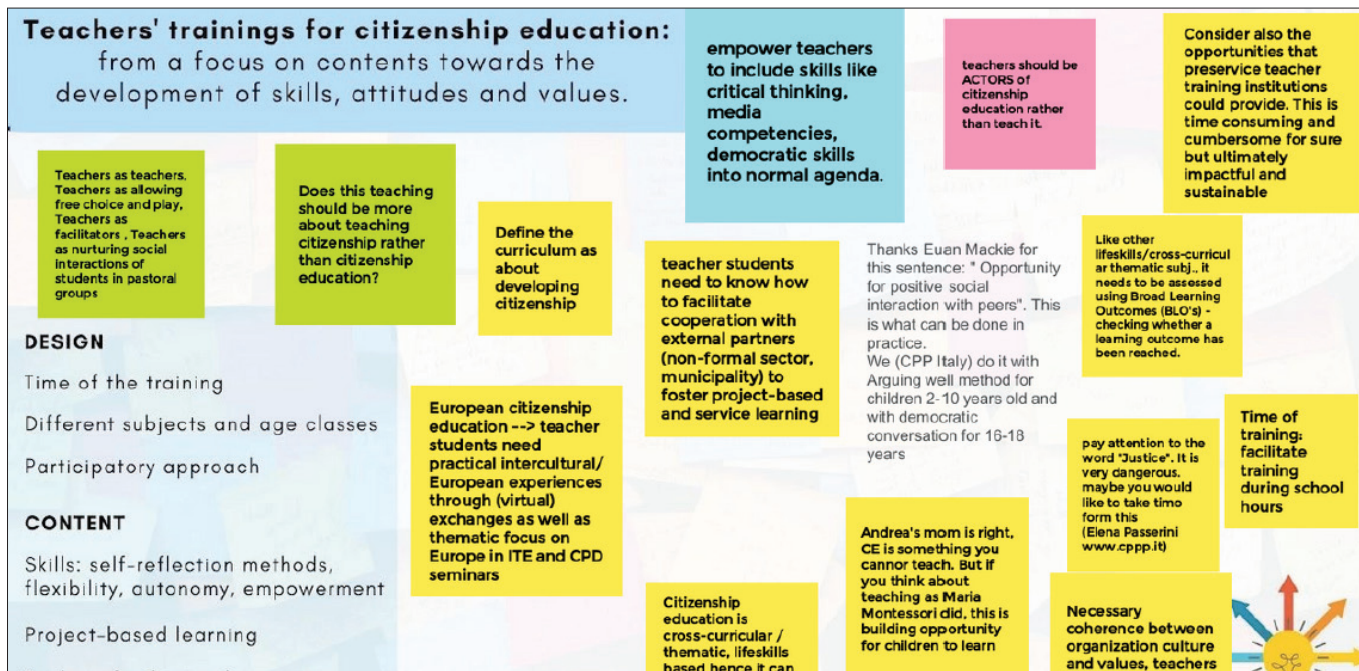 Teachers' trainings for citizenship education:
from a focus on contents towards the
development of skills, attitudes and values.
empower teachers
to include skills like
critical thinking,
media
competencies,
democratic skills
into normal agenda.
teachers should be
ACTORS of
citizenship
education rather
than teach it.
Consider also the
opportunities that
preservice teacher
training institutions
could provide. This is
time consuming and
cumbersome for sure
but ultimately
impactful and
sustainable
Teachers as teachers,
Teachers as allowing
free choice and play,
Teachers as
facilitators , Teachers
as nurturing social
interactions of
students in pastoral
groups
Does this teaching
should be more
about teaching
citizenship rather
than citizenship
education?
Define the
curriculum as
about
developing
citizenship
teacher students
need to know how
to facilitate
cooperation with
external partners
(non-formal sector,
municipality) to
foster project-based
and service learning
Thanks Euan Mackie for
this sentence: " Opportunity
for positive social
interaction with peers". This
is what can be done in
practice.
We (CPP Italy) do it with
Arguing well method for
children 2-10 years old and
with democratic
conversation for 16-18
years
Like other
lifeskills/cross-curricul
ar thematic subj., it
needs to be assessed
using Broad Learning
Outcomes (BLO's) -
checking whether a
learning outcome has
been reached.
DESIGN
Time of the training
Different subjects and age classes
Participatory approach
CONTENT
Skills: self-reflection methods,
flexibility, autonomy, empowerment
Project-based learning
European citizenship
education --> teacher
students need
practical intercultural/
European experiences
through (virtual)
exchanges as well as
thematic focus on
Europe in ITE and CPD
seminars
pay attention to the
word "Justice". It is
very dangerous.
maybe you would
like to take timo
form this
(Elena Passerini
www.cppp.it)
Time of
training:
facilitate
training
during school
hours
Andrea's mom is right,
CE is something you
cannor teach. But if
you think about
teaching as Maria
Montessori did, this is
building opportunity
for children to learn
Citizenship
education is
cross-curricular /
thematic, lifeskills
based hence it can
Necessary
coherence between
organization culture
and values, teachers